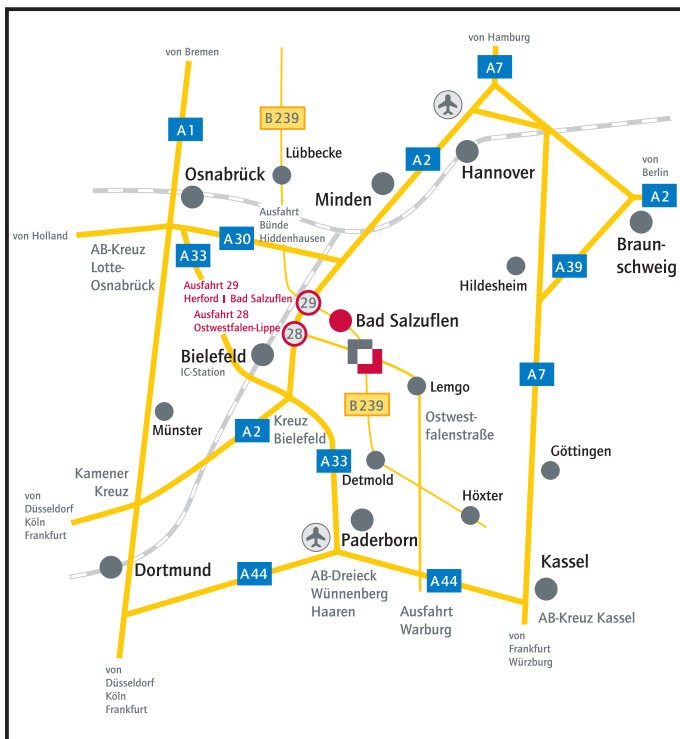 von Hamburg
von Bremen
A7
B239
A1
Lübbecke
A2
Hannover
von
Berlin
Osnabrück
Minden
A2
Ausfahrt
Bünde
Hiddenhausen
von Holland
A30
Braun-
schweig
AB-Kreuz
Lotte-
Osnabrück
A33
A39
Hildesheim
Ausfahrt 29
Herford | Bad Salzuflen
29
Ausfahrt 28
Ostwestfalen-Lippe
28
Bad Salzuflen
Bielefeld
IC-Station
A7
Lemgo
B239
Münster
A2
Kreuz
Bielefeld
Ostwest-
falenstraße
A33
Göttingen
Kamener
Kreuz
Detmold
von
Düsseldorf
Köln
Frankfurt
Höxter
Paderborn
Dortmund
A44
AB-Dreieck
Wünnenberg
Haaren
A44
Kassel
Ausfahrt
Warburg
AB-Kreuz Kassel
von
Frankfurt
Würzburg
von
Düsseldorf
Köln
Frankfurt